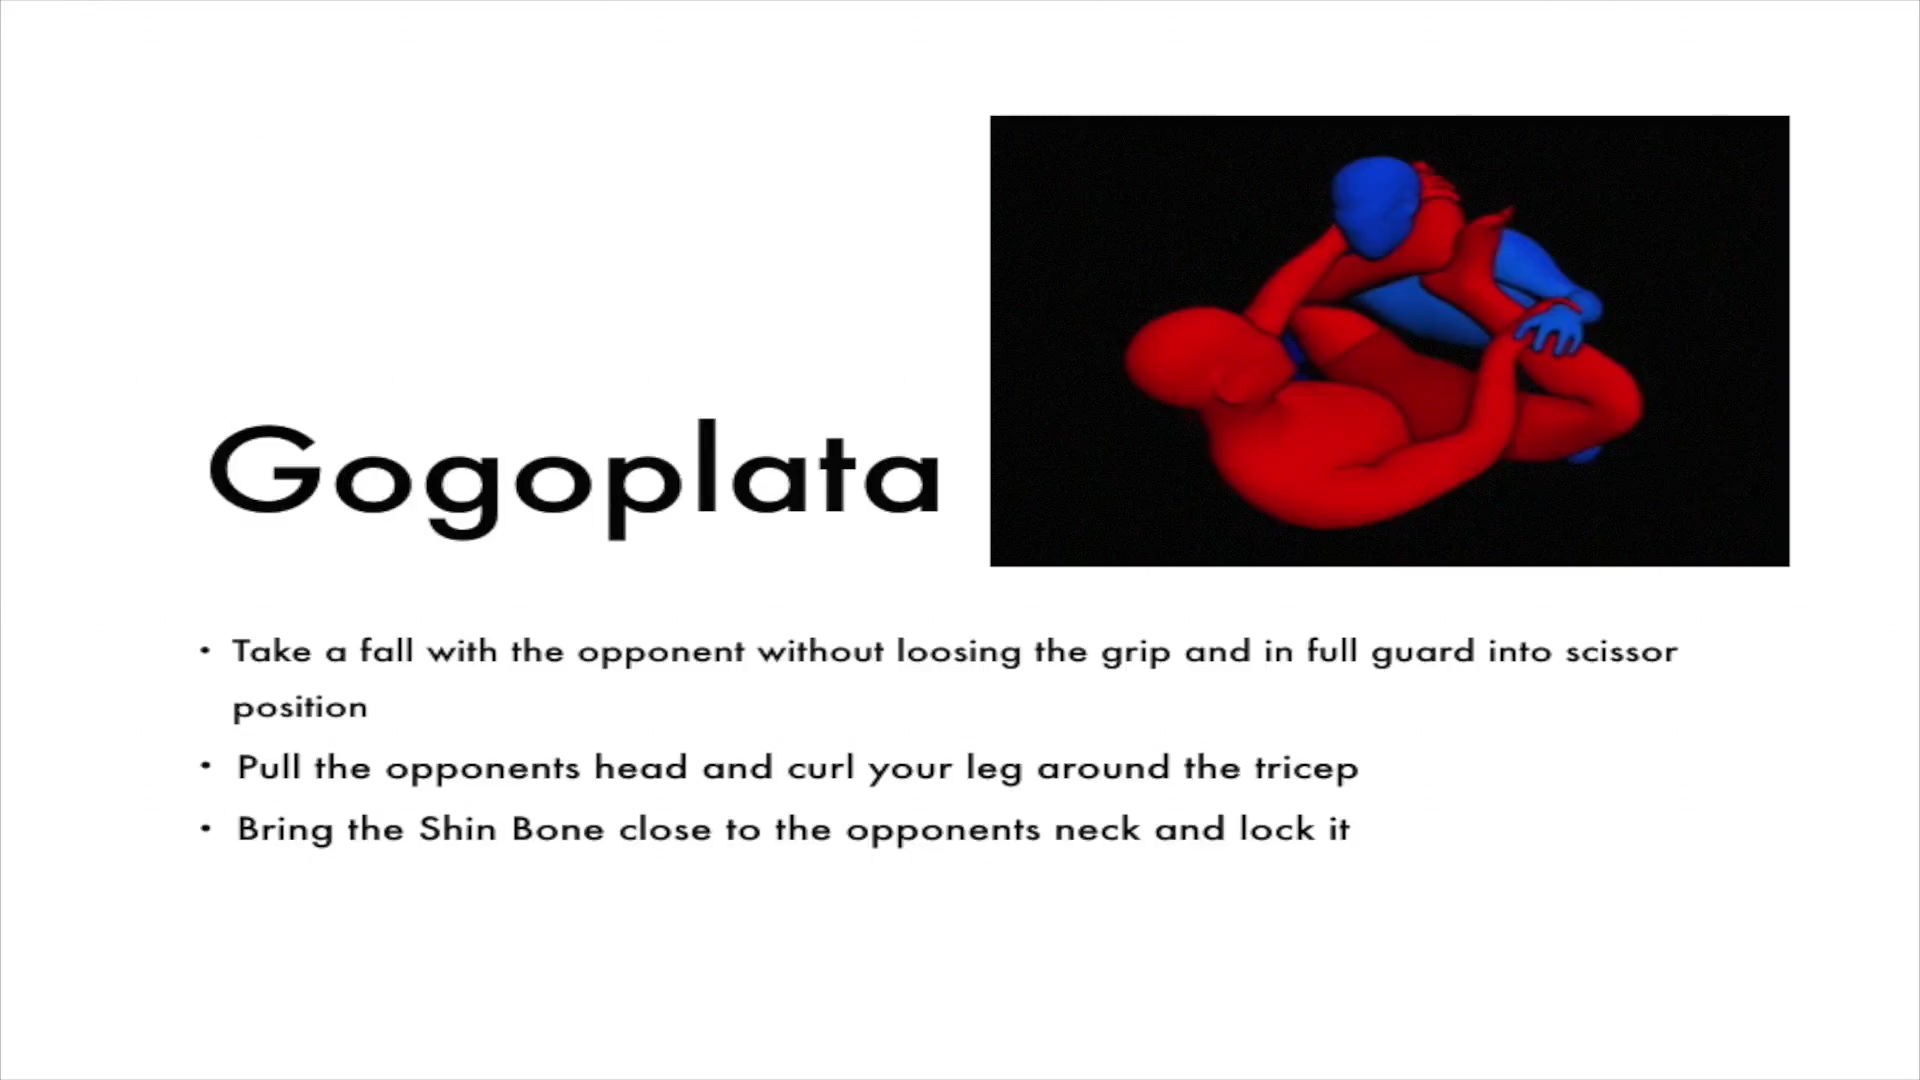 Gogoplata
• Take a fall with the opponent without loosing the grip and in full guard into scissor
position
• Pull the opponents head and curl your leg around the tricep
• Bring the Shin Bone close to the opponents neck and lock it